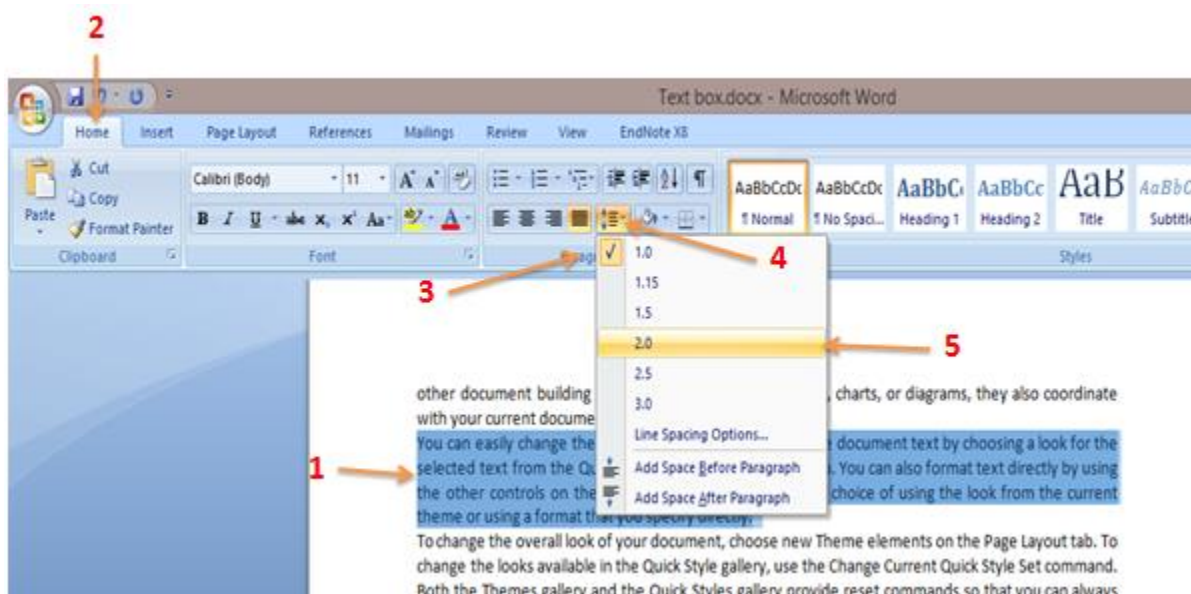 2
Text box.docx - Microsoft Word
Home Insert Page Layout References Mailings Review View EndNote X8
Cut
Copy
Format Painter
Paste
Clipboard
Calibri (Body) 11
B I U abc x, x² Aa A
Font
AaBbCcDc AaBbCcDc AaBbC AaBbCc AaB AaBbC
¶ Normal ¶ No Spaci... Heading 1 Heading 2 Title Subtitle
Styles
3
4
1.0
1.15
1.5
2.0
5
2.5
3.0
Line Spacing Options...
Add Space Before Paragraph
Add Space After Paragraph
1
other document building , charts, or diagrams, they also coordinate
with your current docume
You can easily change the document text by choosing a look for the
selected text from the Qu . You can also format text directly by using
the other controls on the choice of using the look from the current
theme or using a format that you specify directly.
To change the overall look of your document, choose new Theme elements on the Page Layout tab. To
change the looks available in the Quick Style gallery, use the Change Current Quick Style Set command.
Both the Themes gallery and the Quick Styles gallery provide reset commands so that you can always